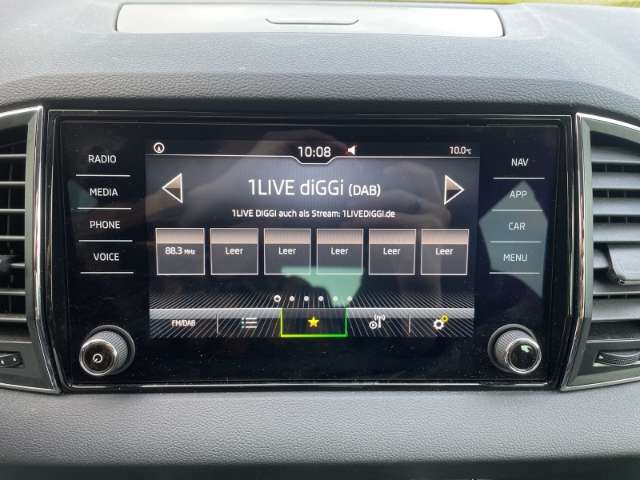 10:08
10.0°C
RADIO
MEDIA
PHONE
VOICE
1LIVE diGGi (DAB)
1LIVE DIGGI auch als Stream: 1LIVEDIGGI.de
88.3 MHz
Leer
Leer
Leer
Leer
Leer
FM/DAB
NAV
APP
CAR
MENU